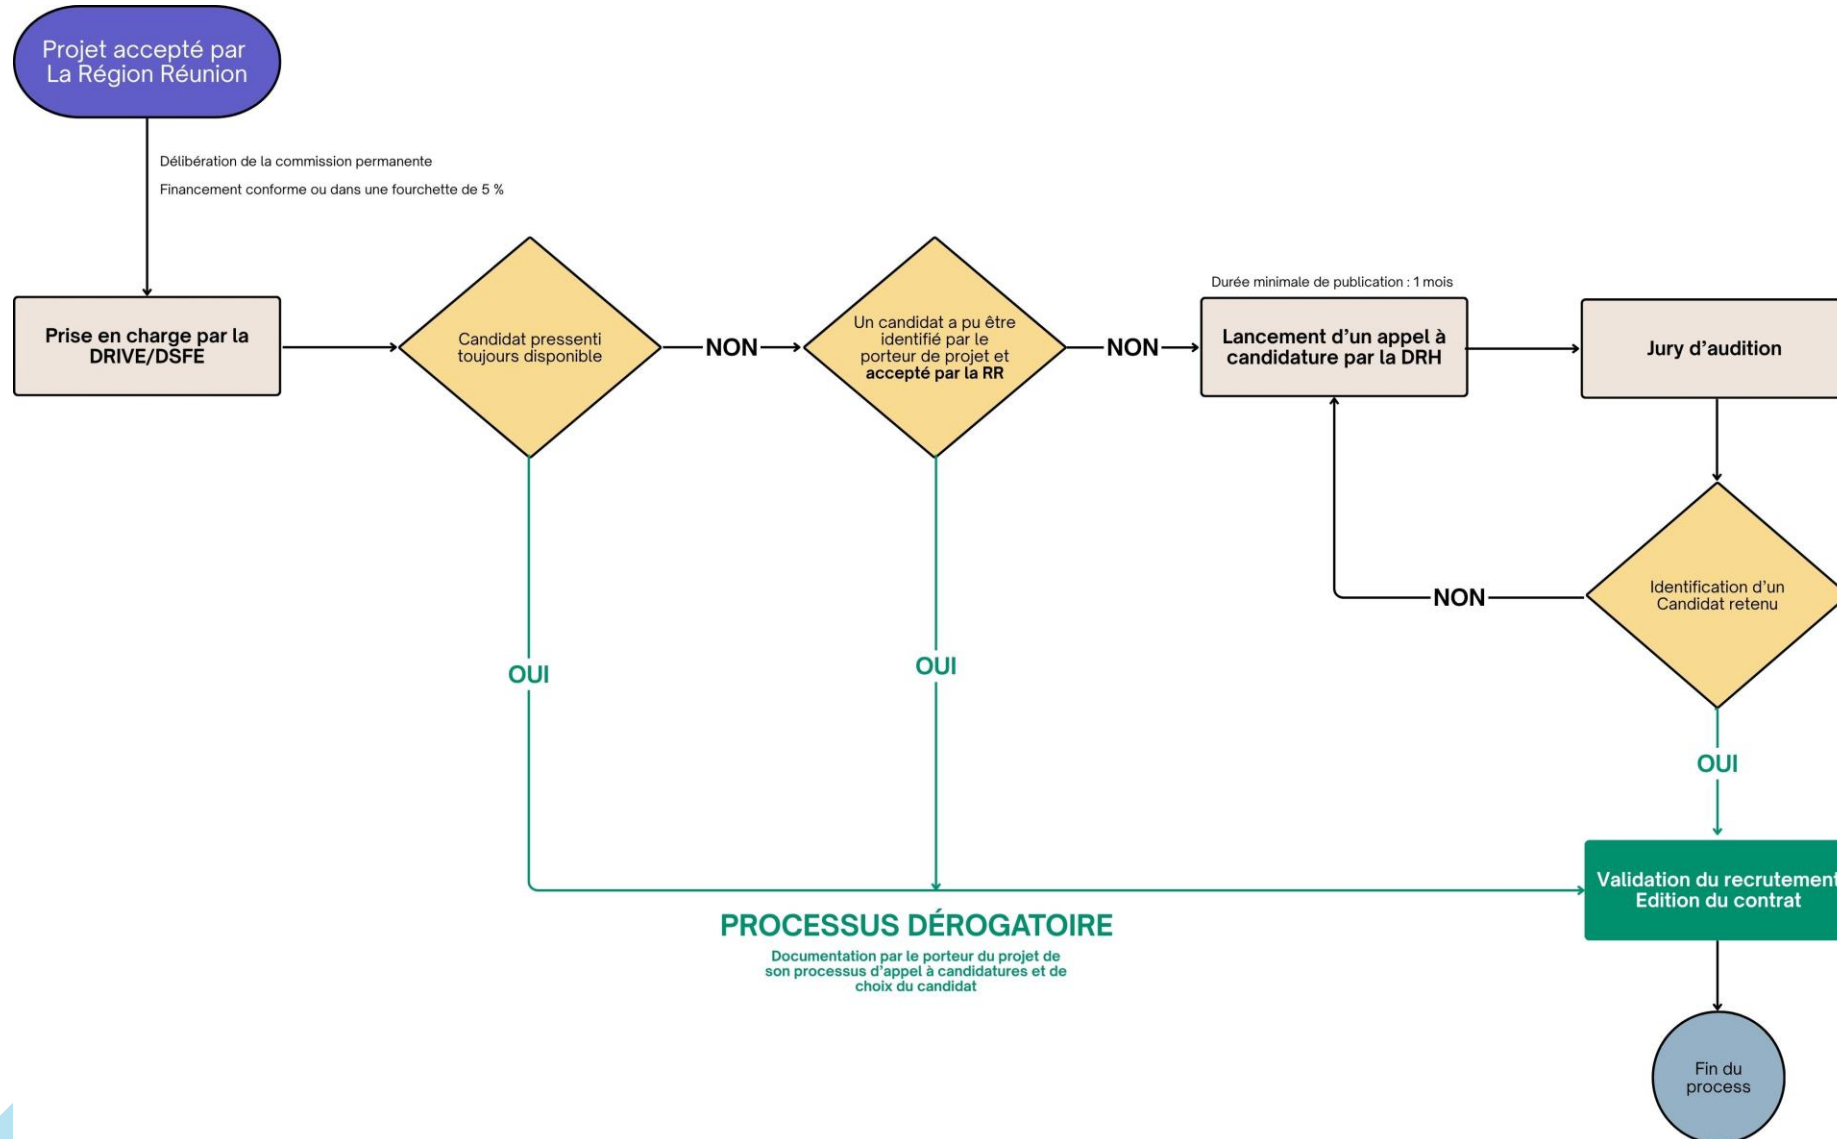 Projet accepté par
La Région Réunion
Délibération de la commission permanente
Financement conforme ou dans une fourchette de 5 %
Prise en charge par la
DRIVE/DSFE
Candidat pressenti
toujours disponible
NON
Un candidat a pu être
identifié par le
porteur de projet et
accepté par la RR
NON
Durée minimale de publication : 1 mois
Lancement d’un appel à
candidature par la DRH
Jury d’audition
Identification d’un
Candidat retenu
NON
OUI
OUI
OUI
Validation du recrutement
Edition du contrat
PROCESSUS DÉROGATOIRE
Documentation par le porteur du projet de
son processus d’appel à candidatures et de
choix du candidat
Fin du
process